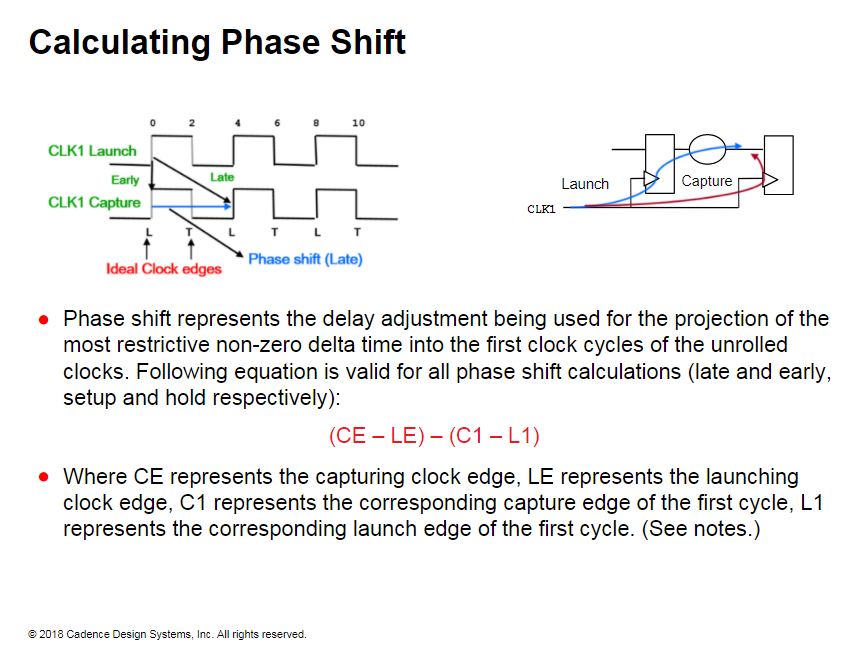 Calculating Phase Shift
0 2 4 6 8 10
CLK1 Launch
Early
Late
CLK1 Capture
L T L T L T
Ideal Clock edges
Phase shift (Late)
Launch
Capture
CLK1
• Phase shift represents the delay adjustment being used for the projection of the
most restrictive non-zero delta time into the first clock cycles of the unrolled
clocks. Following equation is valid for all phase shift calculations (late and early,
setup and hold respectively):
(CE – LE) – (C1 – L1)
• Where CE represents the capturing clock edge, LE represents the launching
clock edge, C1 represents the corresponding capture edge of the first cycle, L1
represents the corresponding launch edge of the first cycle. (See notes.)
© 2018 Cadence Design Systems, Inc. All rights reserved.